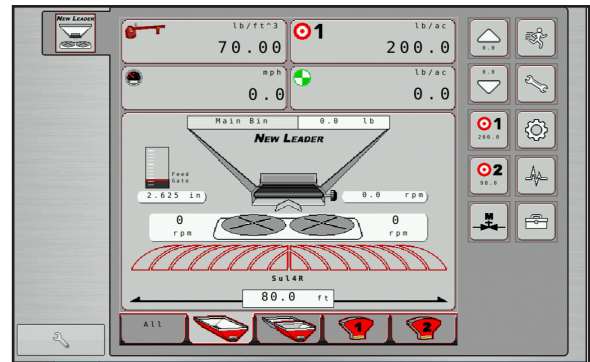 NEW LEADER
lb/ft^3
70.00
1
lb/ac
200.0
mph
0.0
lb/ac
0.0
Main Bin 0.0 lb
NEW LEADER
Feed
Gate
2.625 in
0.0 rpm
0
rpm
0
rpm
Sul4R
80.0 ft
All
1
2
0.0
0.0
1
200.0
2
98.0
M